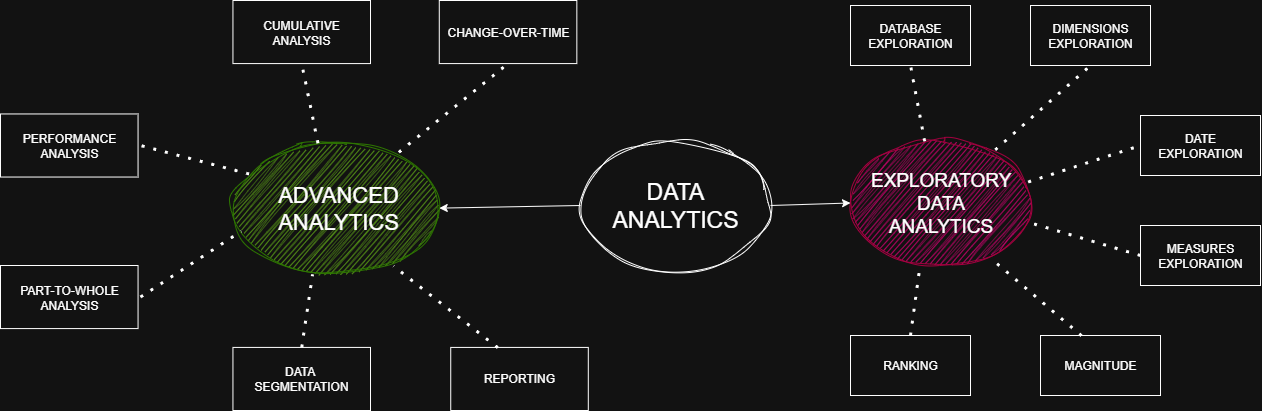 CUMULATIVE
ANALYSIS
CHANGE-OVER-TIME
DATABASE
EXPLORATION
DIMENSIONS
EXPLORATION
PERFORMANCE
ANALYSIS
DATE
EXPLORATION
ADVANCED
ANALYTICS
DATA
ANALYTICS
EXPLORATORY
DATA
ANALYTICS
MEASURES
EXPLORATION
PART-TO-WHOLE
ANALYSIS
DATA
SEGMENTATION
REPORTING
RANKING
MAGNITUDE